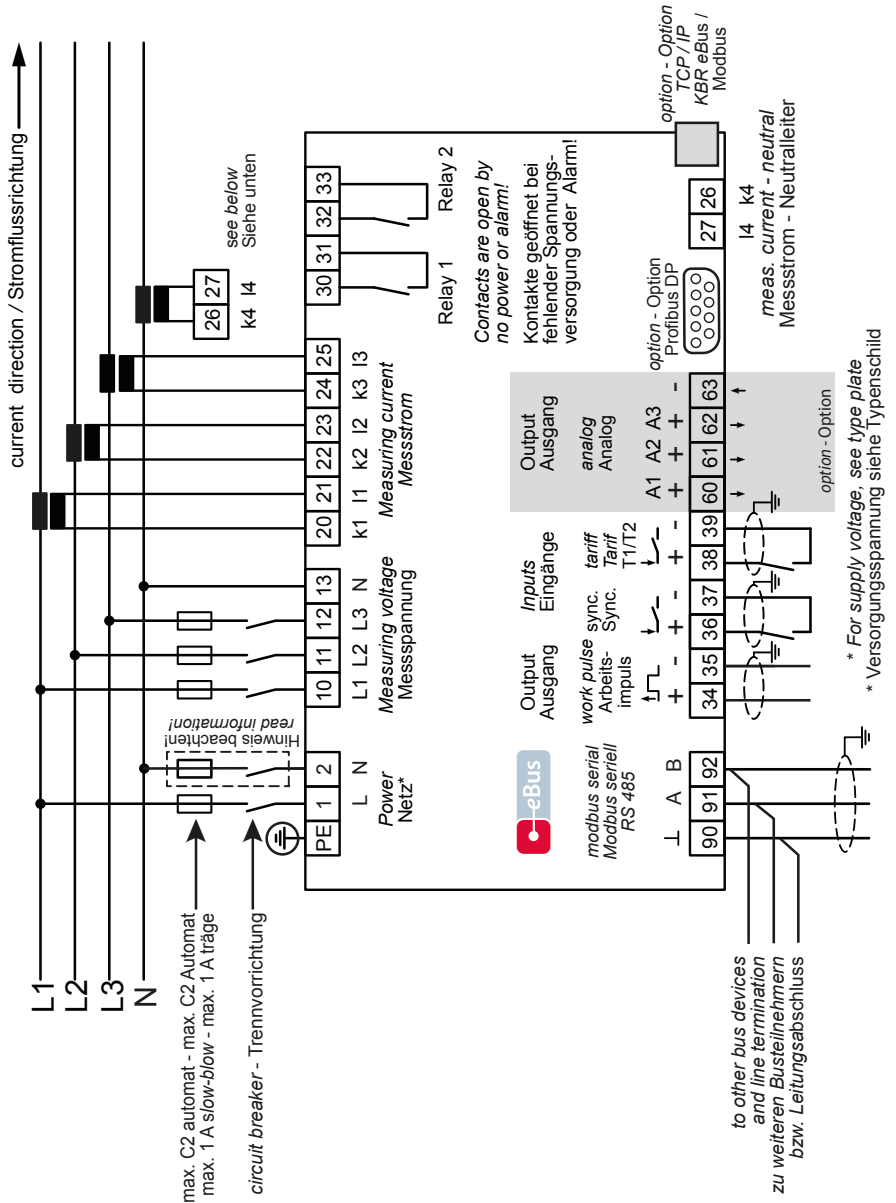 current direction / Stromflussrichtung
L1
L2
L3
N
max. C2 automat - max. C2 Automat
max. 1 A slow-blow - max. 1 A träge
circuit breaker - Trennvorrichtung
Hinweis beachten!
read information!
26 27
k4 l4
see below
Siehe unten
PE 1 2 10 11 12 13 20 21 22 23 24 25 30 31 32 33
L N
Power
Netz*
L1 L2 L3 N
Measuring voltage
Messspannung
k1 l1 k2 l2 k3 l3
Measuring current
Messstrom
Relay 1
Relay 2
Contacts are open by
no power or alarm!
Kontakte geöffnet bei
fehlender Spannungs-
versorgung oder Alarm!
eBus
modbus serial
Modbus seriell
RS 485
⊥ A B
90 91 92
Output
Ausgang
work pulse
Arbeits-
impuls
+ -
34 35
Inputs
Eingänge
sync.
Sync.
+ -
36 37
tariff
Tarif
T1/T2
+ -
38 39
Output
Ausgang
analog
Analog
A1 A2 A3
+ + + -
60 61 62 63
option - Option
option - Option
Profibus DP
27 26
l4 k4
meas. current - neutral
Messstrom - Neutralleiter
option - Option
TCP / IP
KBR eBus /
Modbus
to other bus devices
and line termination
zu weiteren Busteilnehmern
bzw. Leitungsabschluss
* For supply voltage, see type plate
* Versorgungsspannung siehe Typenschild